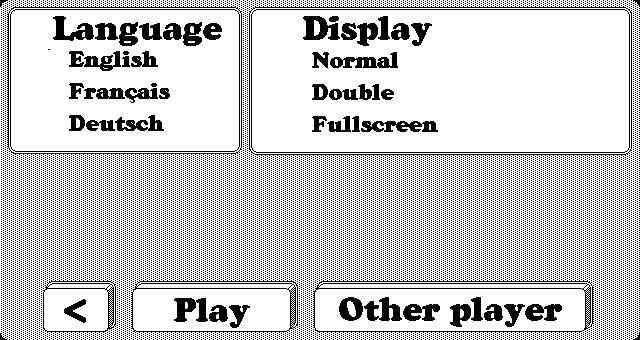 Language
English
Français
Deutsch
Display
Normal
Double
Fullscreen
< Play Other player